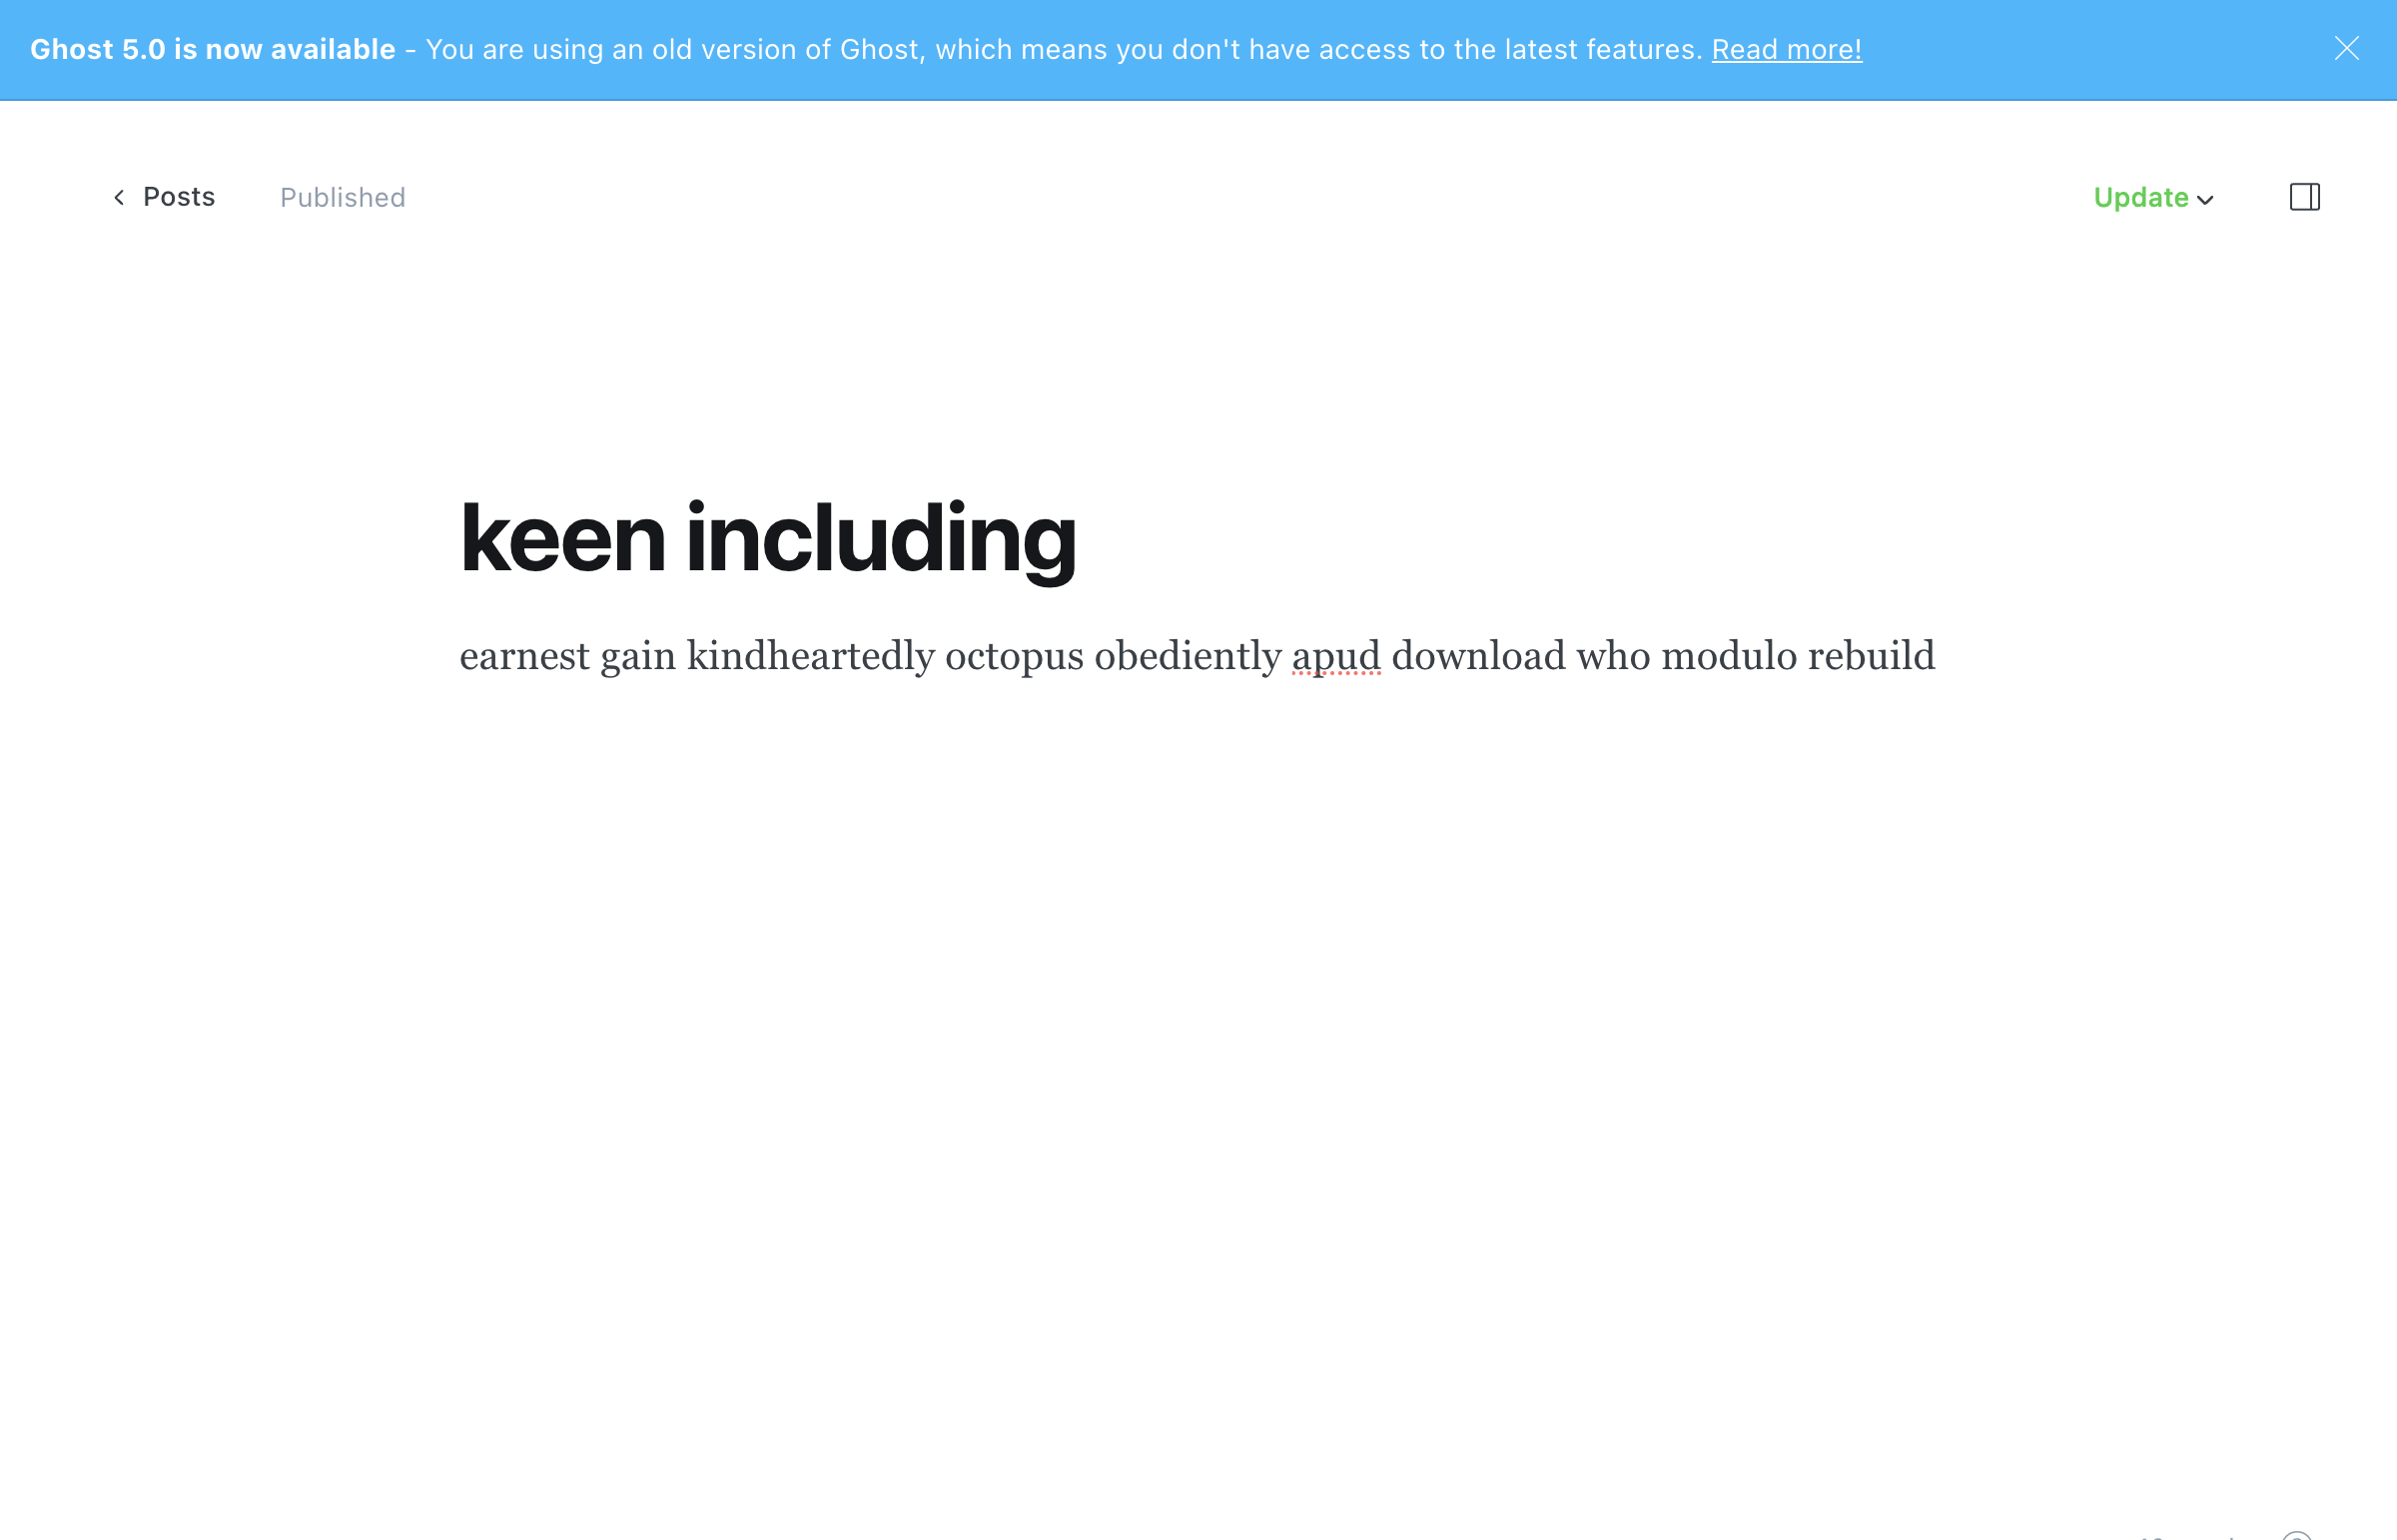 Ghost 5.0 is now available - You are using an old version of Ghost, which means you don't have access to the latest features. Read more!
Posts Published Update
keen including
earnest gain kindheartedly octopus obediently apud download who modulo rebuild